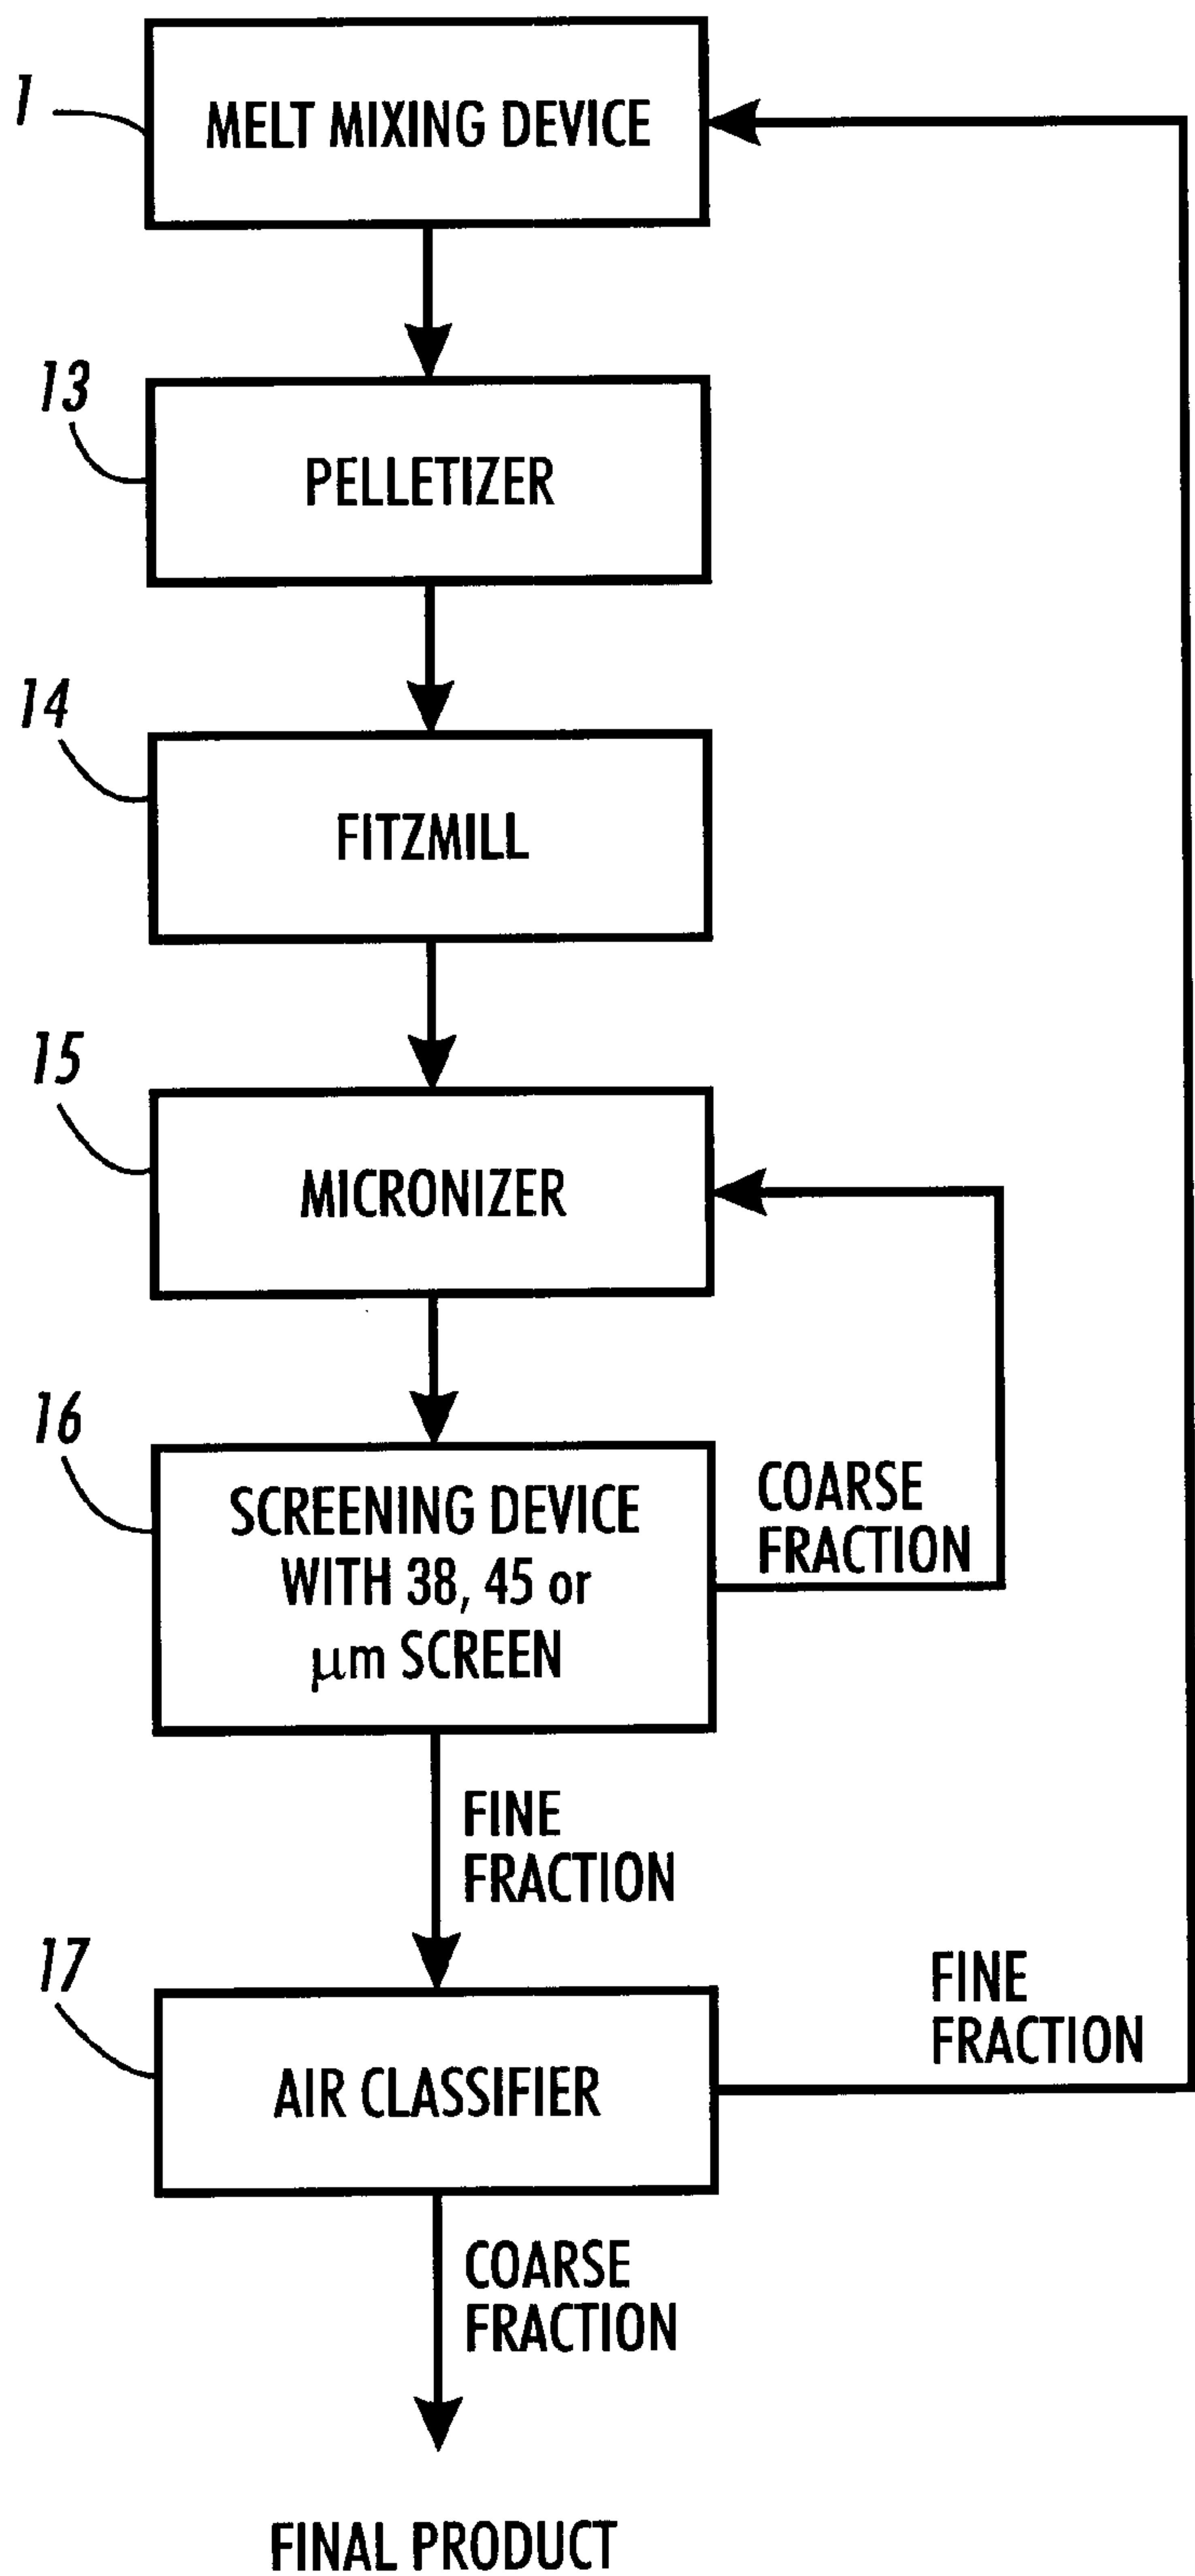 1
MELT MIXING DEVICE
13
PELLETIZER
14
FITZMILL
15
MICRONIZER
16
SCREENING DEVICE
WITH 38, 45 or
μm SCREEN
COARSE
FRACTION
FINE
FRACTION
17
AIR CLASSIFIER
FINE
FRACTION
COARSE
FRACTION
FINAL PRODUCT